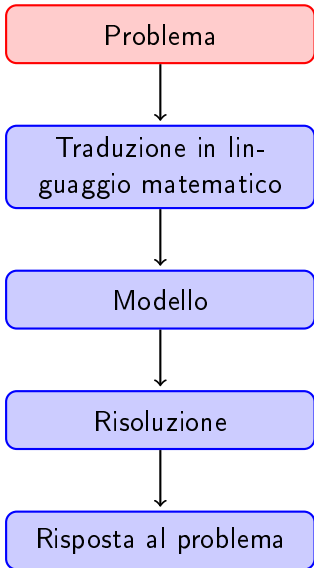 Problema
Traduzione in lin-
guaggio matematico
Modello
Risoluzione
Risposta al problema